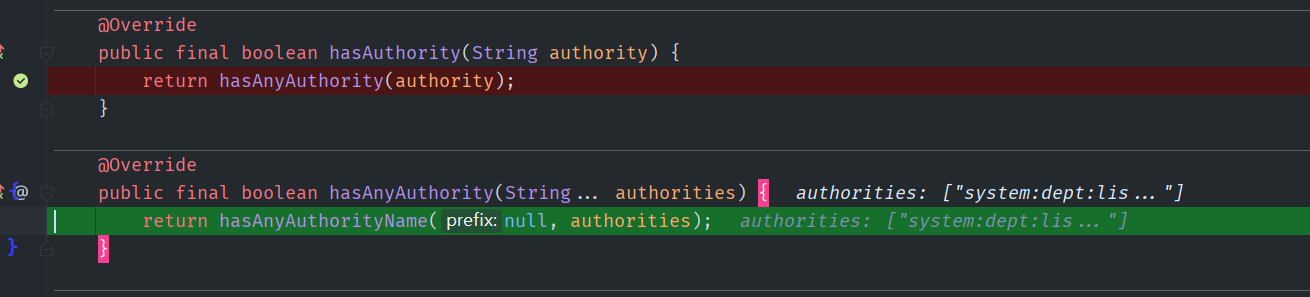 @Override
public final boolean hasAuthority(String authority) {
return hasAnyAuthority(authority);
}
@Override
public final boolean hasAnyAuthority(String... authorities) { authorities: ["system:dept:lis..."]
return hasAnyAuthorityName( prefix: null, authorities); authorities: ["system:dept:lis..."]
}